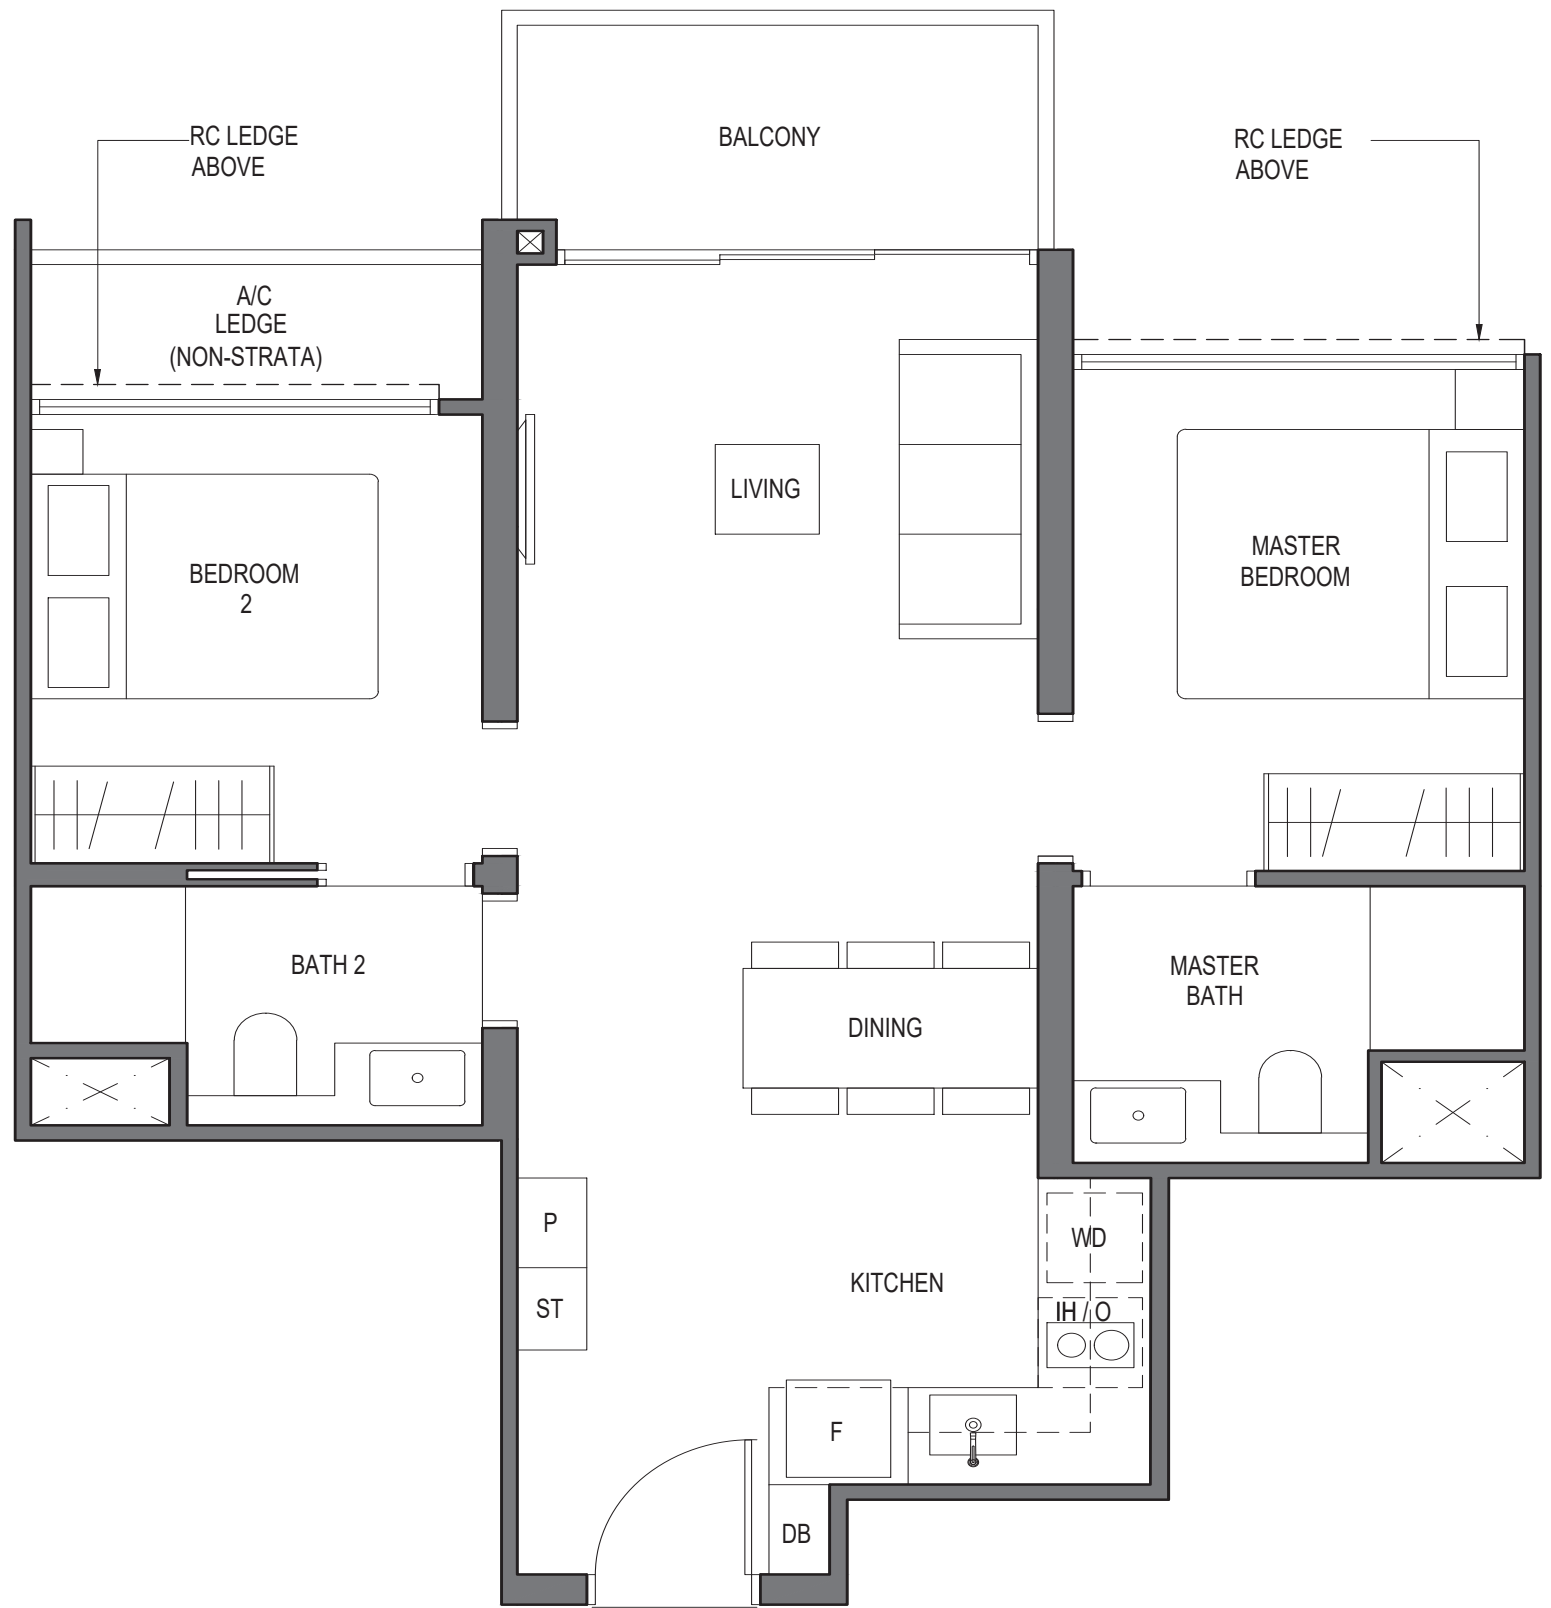 BALCONY
RC LEDGE
ABOVE
RC LEDGE
ABOVE
A/C
LEDGE
(NON-STRATA)
LIVING
BEDROOM
2
MASTER
BEDROOM
BATH 2
MASTER
BATH
DINING
P
WD
KITCHEN
ST
IH / O
F
DB